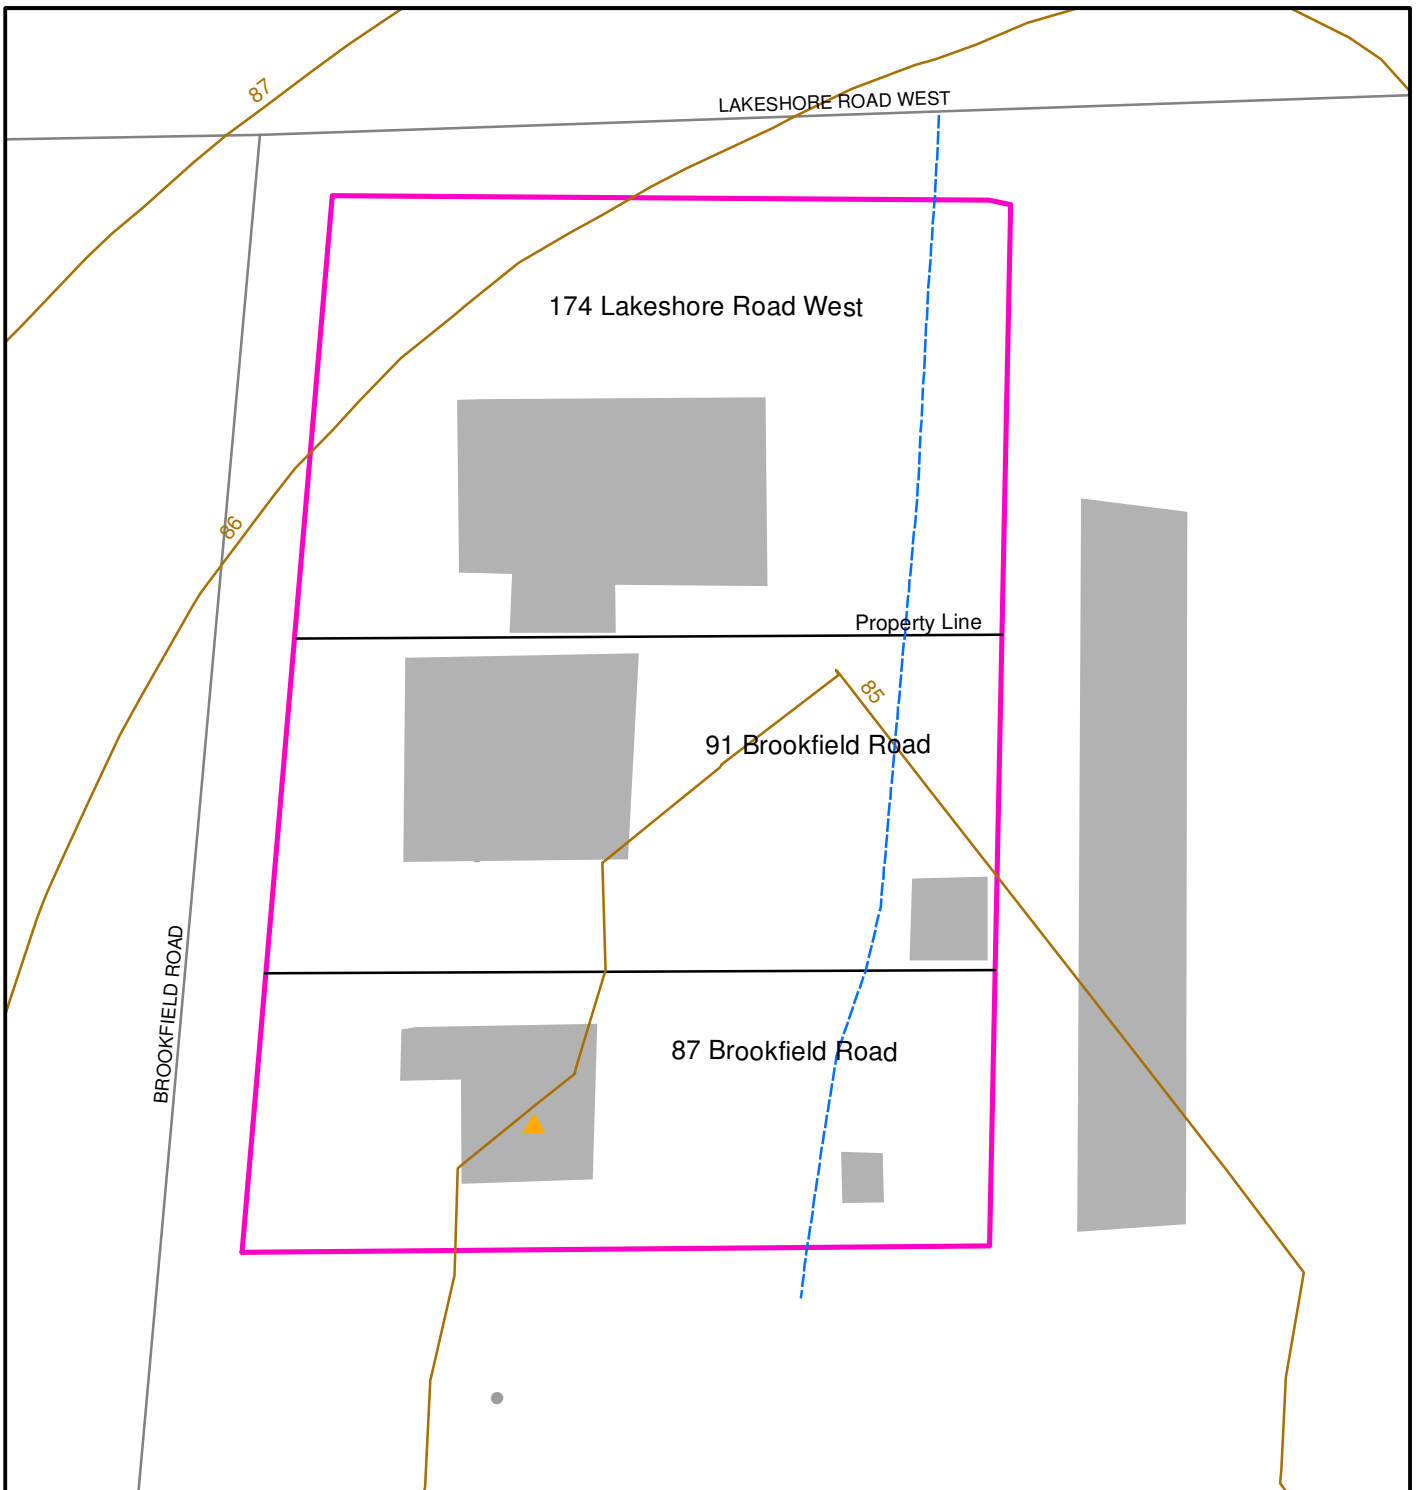 87
LAKESHORE ROAD WEST
174 Lakeshore Road West
86
Property Line
85
91 Brookfield Road
BROOKFIELD ROAD
87 Brookfield Road